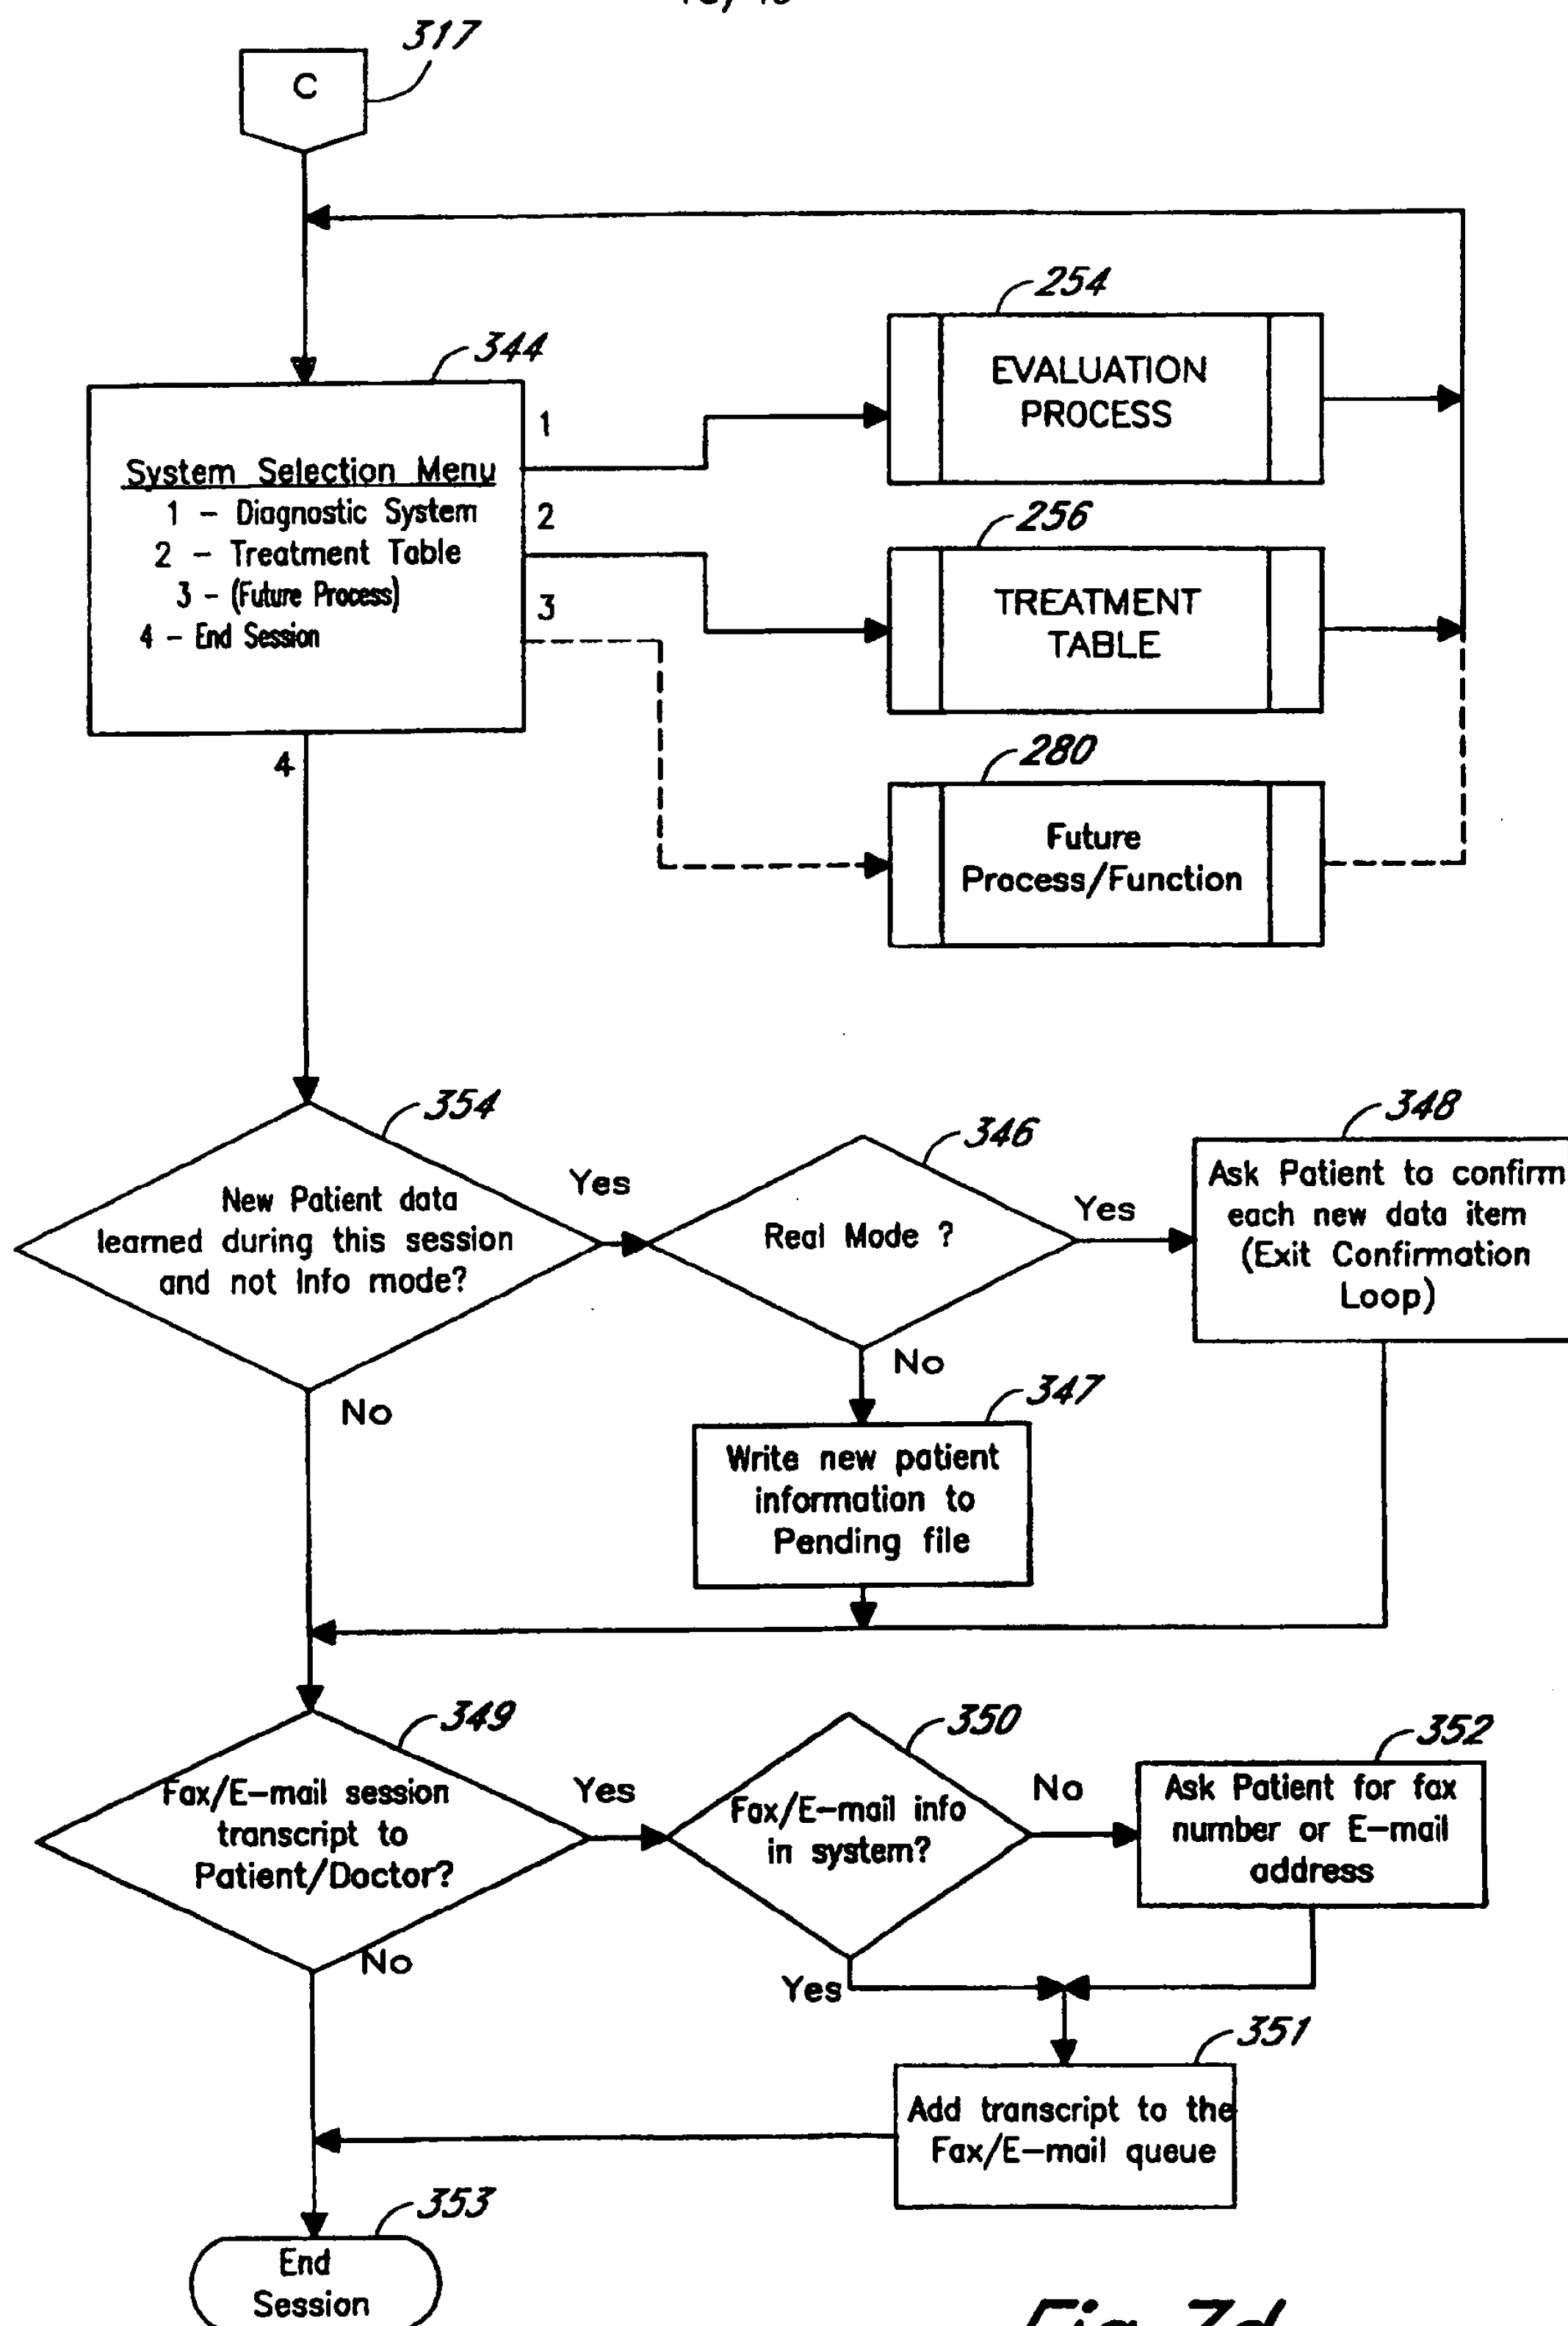 317
C
254
EVALUATION
PROCESS
344
1
System Selection Menu
1 – Diagnostic System
2 – Treatment Table
3 – (Future Process)
4 – End Session
2
3
4
256
TREATMENT
TABLE
280
Future
Process/Function
354
New Patient data
learned during this session
and not Info mode?
Yes
No
346
Real Mode ?
Yes
No
348
Ask Patient to confirm
each new data item
(Exit Confirmation
Loop)
347
Write new patient
information to
Pending file
349
Fax/E–mail session
transcript to
Patient/Doctor?
Yes
No
350
Fax/E–mail info
in system?
No
Yes
352
Ask Patient for fax
number or E–mail
address
351
Add transcript to the
Fax/E–mail queue
353
End
Session